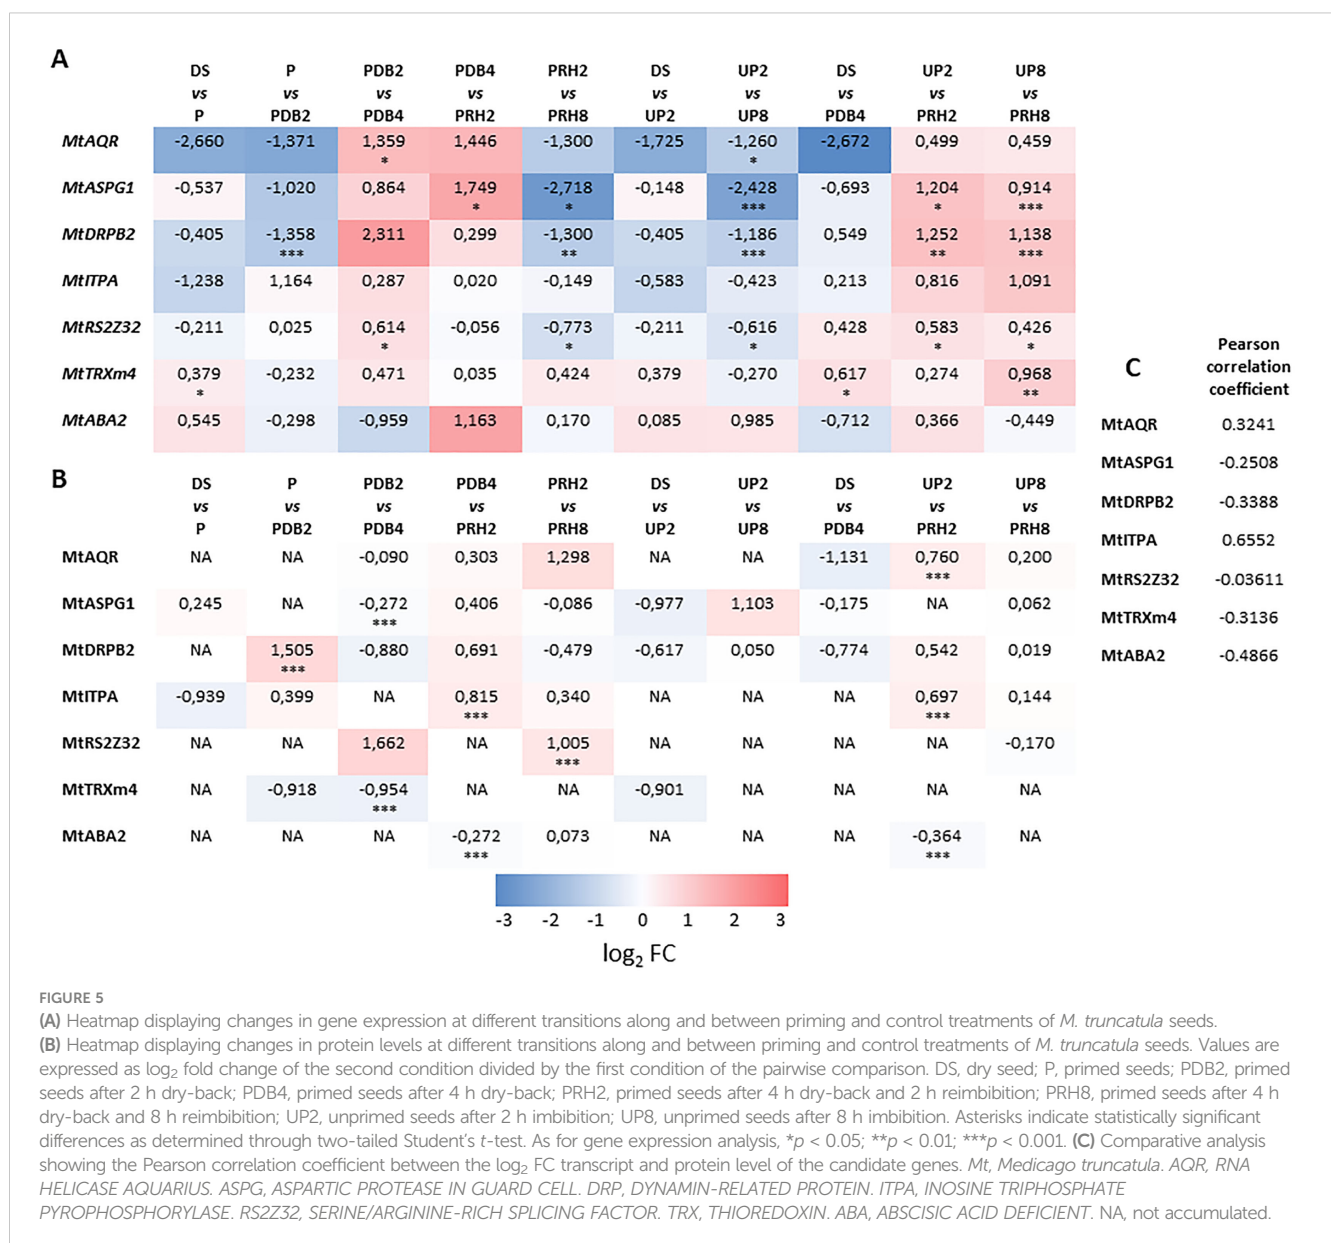 A
DS P PDB2 PDB4 PRH2 DS UP2 DS UP2 UP8
vs vs vs vs vs vs vs vs vs vs
P PDB2 PDB4 PRH2 PRH8 UP2 UP8 PDB4 PRH2 PRH8
MtAQR -2,660 -1,371 1,359 1,446 -1,300 -1,725 -1,260 -2,672 0,499 0,459
* *
MtASPG1 -0,537 -1,020 0,864 1,749 -2,718 -0,148 -2,428 -0,693 1,204 0,914
* * *** * ***
MtDRPB2 -0,405 -1,358 2,311 0,299 -1,300 -0,405 -1,186 0,549 1,252 1,138
*** ** *** ** ***
MtITPA -1,238 1,164 0,287 0,020 -0,149 -0,583 -0,423 0,213 0,816 1,091
MtRS2Z32 -0,211 0,025 0,614 -0,056 -0,773 -0,211 -0,616 0,428 0,583 0,426
* * * * *
MtTRXm4 0,379 -0,232 0,471 0,035 0,424 0,379 -0,270 0,617 0,274 0,968
* * **
MtABA2 0,545 -0,298 -0,959 1,163 0,170 0,085 0,985 -0,712 0,366 -0,449
B
DS P PDB2 PDB4 PRH2 DS UP2 DS UP2 UP8
vs vs vs vs vs vs vs vs vs vs
P PDB2 PDB4 PRH2 PRH8 UP2 UP8 PDB4 PRH2 PRH8
MtAQR NA NA -0,090 0,303 1,298 NA NA -1,131 0,760 0,200
***
MtASPG1 0,245 NA -0,272 0,406 -0,086 -0,977 1,103 -0,175 NA 0,062
***
MtDRPB2 NA 1,505 -0,880 0,691 -0,479 -0,617 0,050 -0,774 0,542 0,019
***
MtITPA -0,939 0,399 NA 0,815 0,340 NA NA NA 0,697 0,144
*** ***
MtRS2Z32 NA NA 1,662 NA 1,005 NA NA NA NA -0,170
***
MtTRXm4 NA -0,918 -0,954 NA NA -0,901 NA NA NA NA
***
MtABA2 NA NA NA -0,272 0,073 NA NA NA -0,364 NA
*** ***
-3 -2 -1 0 1 2 3
log₂ FC
C
Pearson
correlation
coefficient
MtAQR 0.3241
MtASPG1 -0.2508
MtDRPB2 -0.3388
MtITPA 0.6552
MtRS2Z32 -0.03611
MtTRXm4 -0.3136
MtABA2 -0.4866
FIGURE 5
(A) Heatmap displaying changes in gene expression at different transitions along and between priming and control treatments of M. truncatula seeds.
(B) Heatmap displaying changes in protein levels at different transitions along and between priming and control treatments of M. truncatula seeds. Values are
expressed as log₂ fold change of the second condition divided by the first condition of the pairwise comparison. DS, dry seed; P, primed seeds; PDB2, primed
seeds after 2 h dry-back; PDB4, primed seeds after 4 h dry-back; PRH2, primed seeds after 4 h dry-back and 2 h reimbibition; PRH8, primed seeds after 4 h
dry-back and 8 h reimbibition; UP2, unprimed seeds after 2 h imbibition; UP8, unprimed seeds after 8 h imbibition. Asterisks indicate statistically significant
differences as determined through two-tailed Student's t-test. As for gene expression analysis, *p < 0.05; **p < 0.01; ***p < 0.001. (C) Comparative analysis
showing the Pearson correlation coefficient between the log₂ FC transcript and protein level of the candidate genes. Mt, Medicago truncatula. AQR, RNA
HELICASE AQUARIUS. ASPG, ASPARTIC PROTEASE IN GUARD CELL. DRP, DYNAMIN-RELATED PROTEIN. ITPA, INOSINE TRIPHOSPHATE
PYROPHOSPHORYLASE. RS2Z32, SERINE/ARGININE-RICH SPLICING FACTOR. TRX, THIOREDOXIN. ABA, ABSCISIC ACID DEFICIENT. NA, not accumulated.